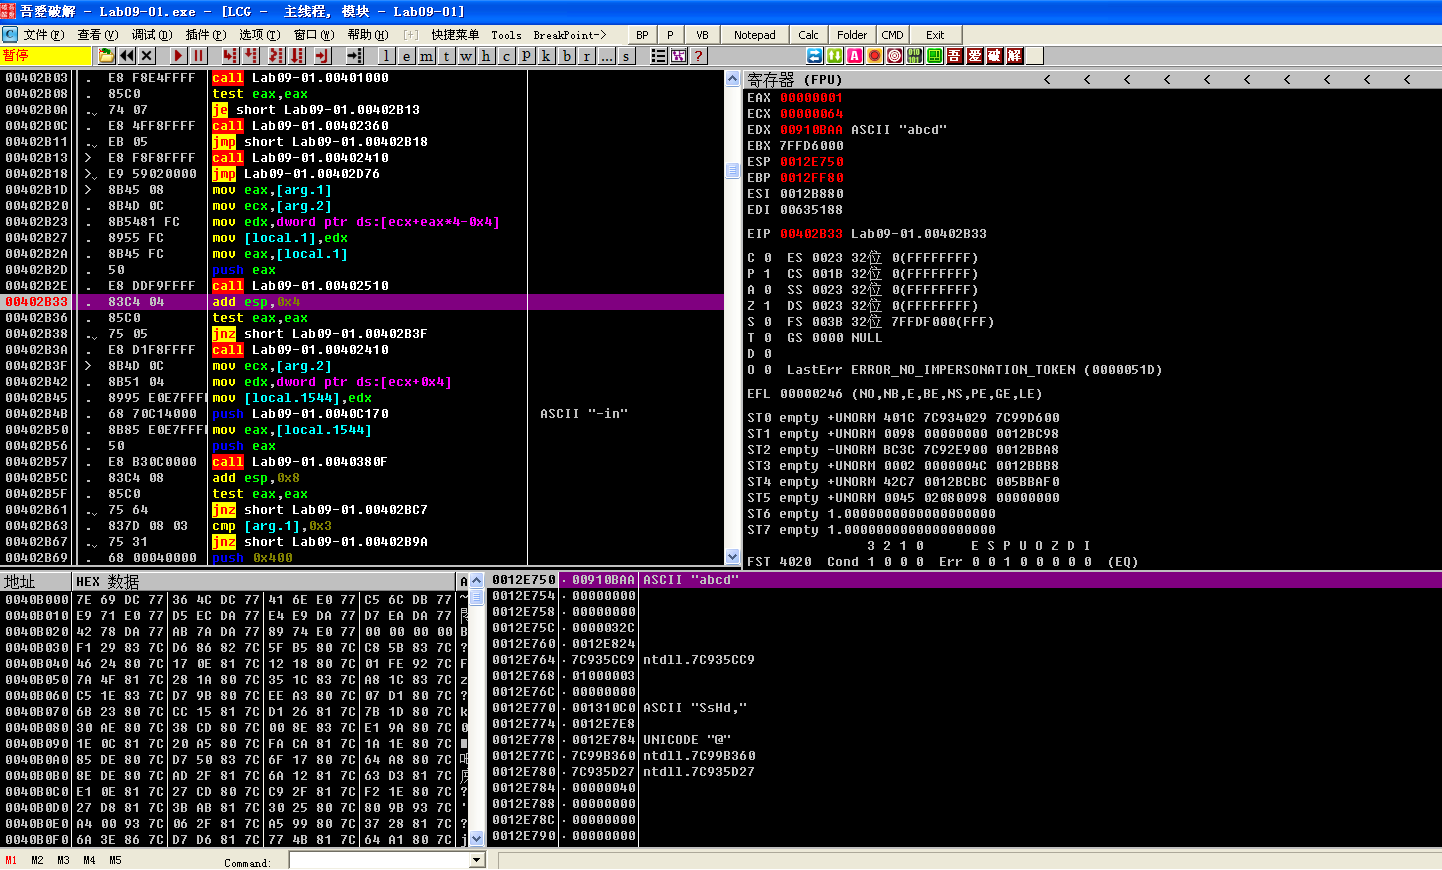 吾爱破解 - Lab09-01.exe - [LCG -  主线程, 模块 - Lab09-01]
文件(F) 查看(V) 调试(D) 插件(P) 选项(T) 窗口(W) 帮助(H) [+] 快捷菜单 Tools BreakPoint-> BP P VB Notepad Calc Folder CMD Exit
暂停 l e m t w h c p k b r ... s ? 吾 爱 破 解
00402B03 . E8 F8E4FFFF call Lab09-01.00401000
00402B08 . 85C0 test eax,eax
00402B0A . 74 07 je short Lab09-01.00402B13
00402B0C . E8 4FF8FFFF call Lab09-01.00402360
00402B11 . EB 05 jmp short Lab09-01.00402B18
00402B13 > E8 F8F8FFFF call Lab09-01.00402410
00402B18 > E9 59020000 jmp Lab09-01.00402D76
00402B1D > 8B45 08 mov eax,[arg.1]
00402B20 . 8B4D 0C mov ecx,[arg.2]
00402B23 . 8B5481 FC mov edx,dword ptr ds:[ecx+eax*4-0x4]
00402B27 . 8955 FC mov [local.1],edx
00402B2A . 8B45 FC mov eax,[local.1]
00402B2D . 50 push eax
00402B2E . E8 DDF9FFFF call Lab09-01.00402510
00402B33 . 83C4 04 add esp,0x4
00402B36 . 85C0 test eax,eax
00402B38 . 75 05 jnz short Lab09-01.00402B3F
00402B3A . E8 D1F8FFFF call Lab09-01.00402410
00402B3F > 8B4D 0C mov ecx,[arg.2]
00402B42 . 8B51 04 mov edx,dword ptr ds:[ecx+0x4]
00402B45 . 8995 E0E7FFFF mov [local.1544],edx
00402B4B . 68 70C14000 push Lab09-01.0040C170 ASCII "-in"
00402B50 . 8B85 E0E7FFFF mov eax,[local.1544]
00402B56 . 50 push eax
00402B57 . E8 B30C0000 call Lab09-01.0040380F
00402B5C . 83C4 08 add esp,0x8
00402B5F . 85C0 test eax,eax
00402B61 . 75 64 jnz short Lab09-01.00402BC7
00402B63 . 837D 08 03 cmp [arg.1],0x3
00402B67 . 75 31 jnz short Lab09-01.00402B9A
00402B69 . 68 00040000 push 0x400
寄存器 (FPU) < < < < < < < < < <
EAX 00000001
ECX 00000064
EDX 00910BAA ASCII "abcd"
EBX 7FFD6000
ESP 0012E750
EBP 0012FF80
ESI 0012B880
EDI 00635188
EIP 00402B33 Lab09-01.00402B33
C 0 ES 0023 32位 0(FFFFFFFF)
P 1 CS 001B 32位 0(FFFFFFFF)
A 0 SS 0023 32位 0(FFFFFFFF)
Z 1 DS 0023 32位 0(FFFFFFFF)
S 0 FS 003B 32位 7FFDF000(FFF)
T 0 GS 0000 NULL
D 0
O 0 LastErr ERROR_NO_IMPERSONATION_TOKEN (0000051D)
EFL 00000246 (NO,NB,E,BE,NS,PE,GE,LE)
ST0 empty +UNORM 401C 7C934029 7C99D600
ST1 empty +UNORM 0098 00000000 0012BC98
ST2 empty -UNORM BC3C 7C92E900 0012BBA8
ST3 empty +UNORM 0002 0000004C 0012BBB8
ST4 empty +UNORM 42C7 0012BCBC 005BBAF0
ST5 empty +UNORM 0045 02080098 00000000
ST6 empty 1.0000000000000000000
ST7 empty 1.0000000000000000000
3 2 1 0 E S P U O Z D I
FST 4020 Cond 1 0 0 0 Err 0 0 1 0 0 0 0 0 (EQ)
地址 HEX 数据 A
0040B000 7E 69 DC 77 36 4C DC 77 41 6E E0 77 C5 6C DB 77 ~
0040B010 E9 71 E0 77 D5 EC DA 77 E4 E9 DA 77 D7 EA DA 77
0040B020 42 78 DA 77 AB 7A DA 77 89 74 E0 77 00 00 00 00 B
0040B030 F1 29 83 7C D6 86 82 7C 5F B5 80 7C C8 5B 83 7C ?
0040B040 46 24 80 7C 17 0E 81 7C 12 18 80 7C 01 FE 92 7C F
0040B050 7A 4F 81 7C 28 1A 80 7C 35 1C 83 7C A8 1C 83 7C z
0040B060 C5 1E 83 7C D7 9B 80 7C EE A3 80 7C 07 D1 80 7C ?
0040B070 6B 23 80 7C CC 15 81 7C D1 26 81 7C 7B 1D 80 7C k
0040B080 30 AE 80 7C 38 CD 80 7C 00 8E 83 7C E1 9A 80 7C 0
0040B090 1E 0C 81 7C 20 A5 80 7C FA CA 81 7C 1A 1E 80 7C
0040B0A0 85 DE 80 7C D7 50 83 7C 6F 17 80 7C 64 A8 80 7C
0040B0B0 8E DE 80 7C AD 2F 81 7C 6A 12 81 7C 63 D3 81 7C
0040B0C0 E1 0E 81 7C 27 CD 80 7C C9 2F 81 7C F2 1E 80 7C ?
0040B0D0 27 D8 81 7C 3B AB 81 7C 30 25 80 7C 80 9B 93 7C '
0040B0E0 A4 00 93 7C 06 2F 81 7C A5 99 80 7C 37 28 81 7C ?
0040B0F0 6A 3E 86 7C D7 D6 81 7C 77 4B 81 7C 64 A1 80 7C j
0012E750 . 00910BAA ASCII "abcd"
0012E754 . 00000000
0012E758 . 00000000
0012E75C . 0000032C
0012E760 . 0012E824
0012E764 . 7C935CC9 ntdll.7C935CC9
0012E768 . 01000003
0012E76C . 00000000
0012E770 . 001310C0 ASCII "SsHd,"
0012E774 . 0012E7E8
0012E778 . 0012E784 UNICODE "@"
0012E77C . 7C99B360 ntdll.7C99B360
0012E780 . 7C935D27 ntdll.7C935D27
0012E784 . 00000040
0012E788 . 00000000
0012E78C . 00000000
0012E790 . 00000000
M1 M2 M3 M4 M5 Command: